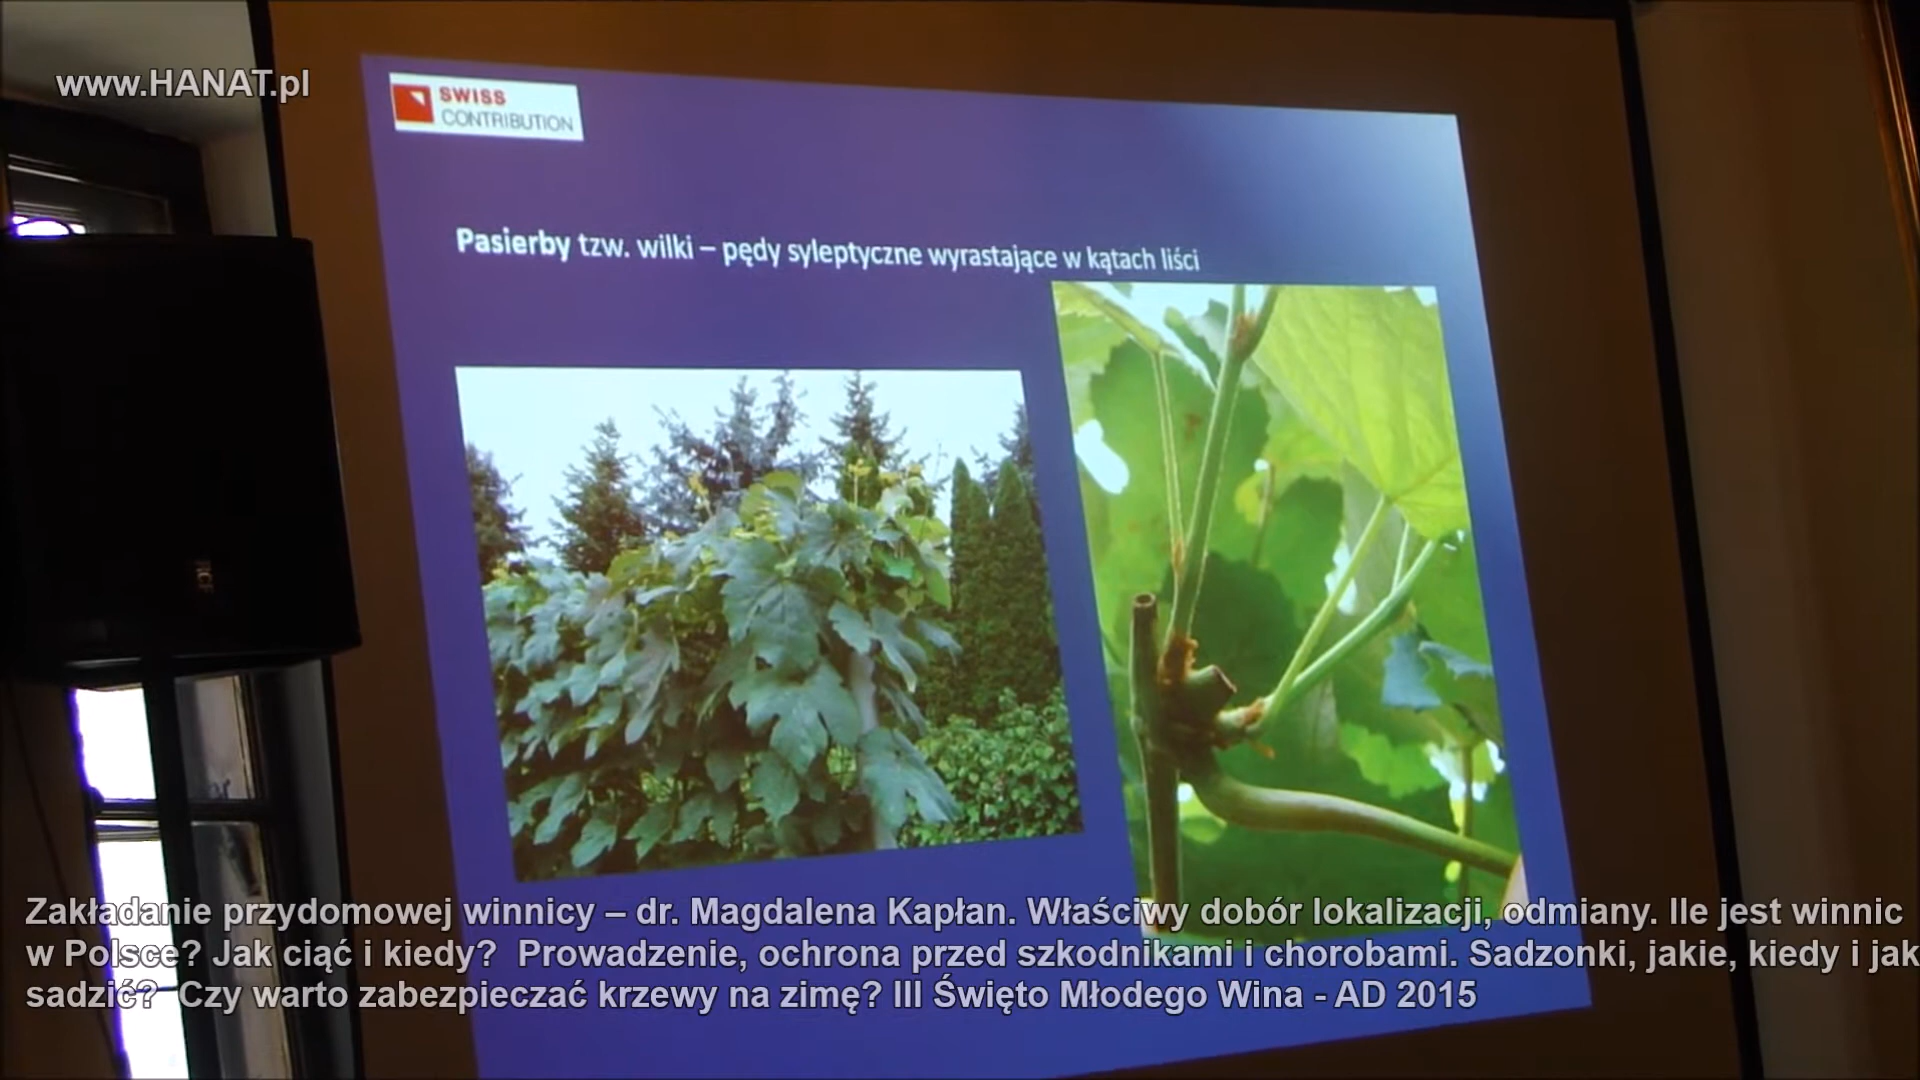 www.HANAT.pl
SWISS
CONTRIBUTION
Pasierby tzw. wilki – pędy syleptyczne wyrastające w kątach liści
RCF
Zakładanie przydomowej winnicy – dr. Magdalena Kapłan. Właściwy dobór lokalizacji, odmiany. Ile jest winnic
w Polsce? Jak ciąć i kiedy?  Prowadzenie, ochrona przed szkodnikami i chorobami. Sadzonki, jakie, kiedy i jak
sadzić?  Czy warto zabezpieczać krzewy na zimę? III Święto Młodego Wina - AD 2015